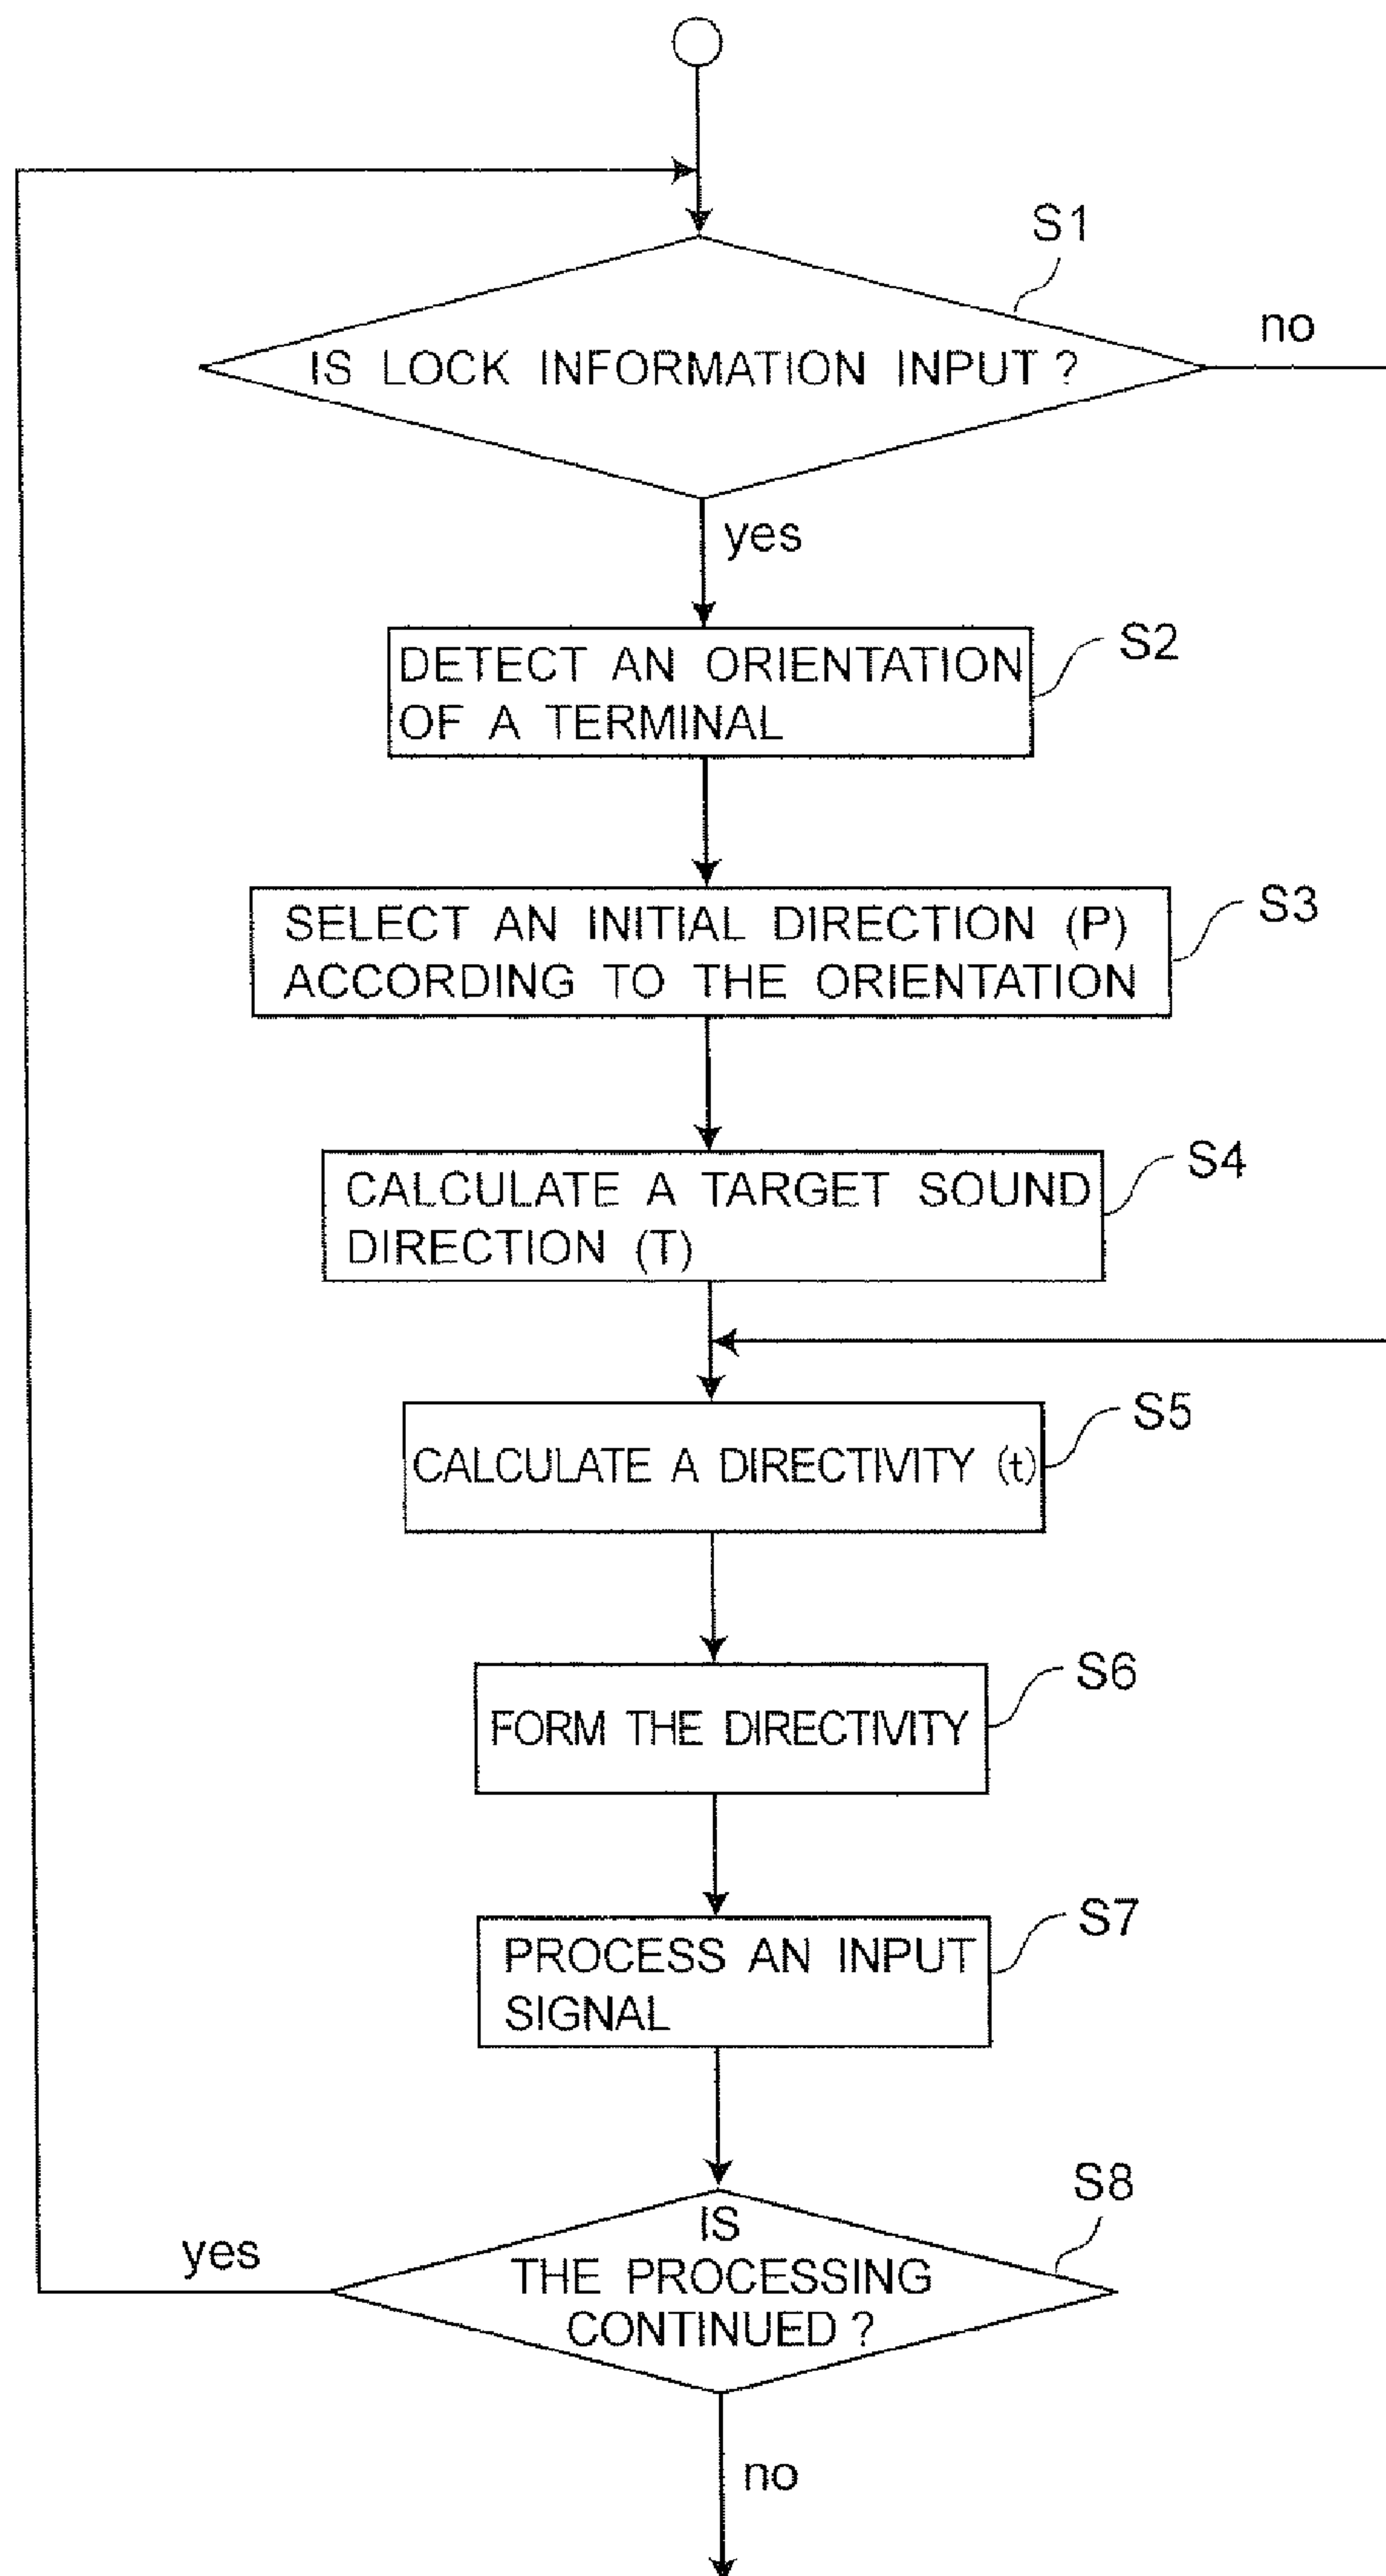 S1
no
IS LOCK INFORMATION INPUT ?
yes
S2
DETECT AN ORIENTATION
OF A TERMINAL
S3
SELECT AN INITIAL DIRECTION (P)
ACCORDING TO THE ORIENTATION
S4
CALCULATE A TARGET SOUND
DIRECTION (T)
S5
CALCULATE A DIRECTIVITY (t)
S6
FORM THE DIRECTIVITY
S7
PROCESS AN INPUT
SIGNAL
S8
yes
IS
THE PROCESSING
CONTINUED ?
no